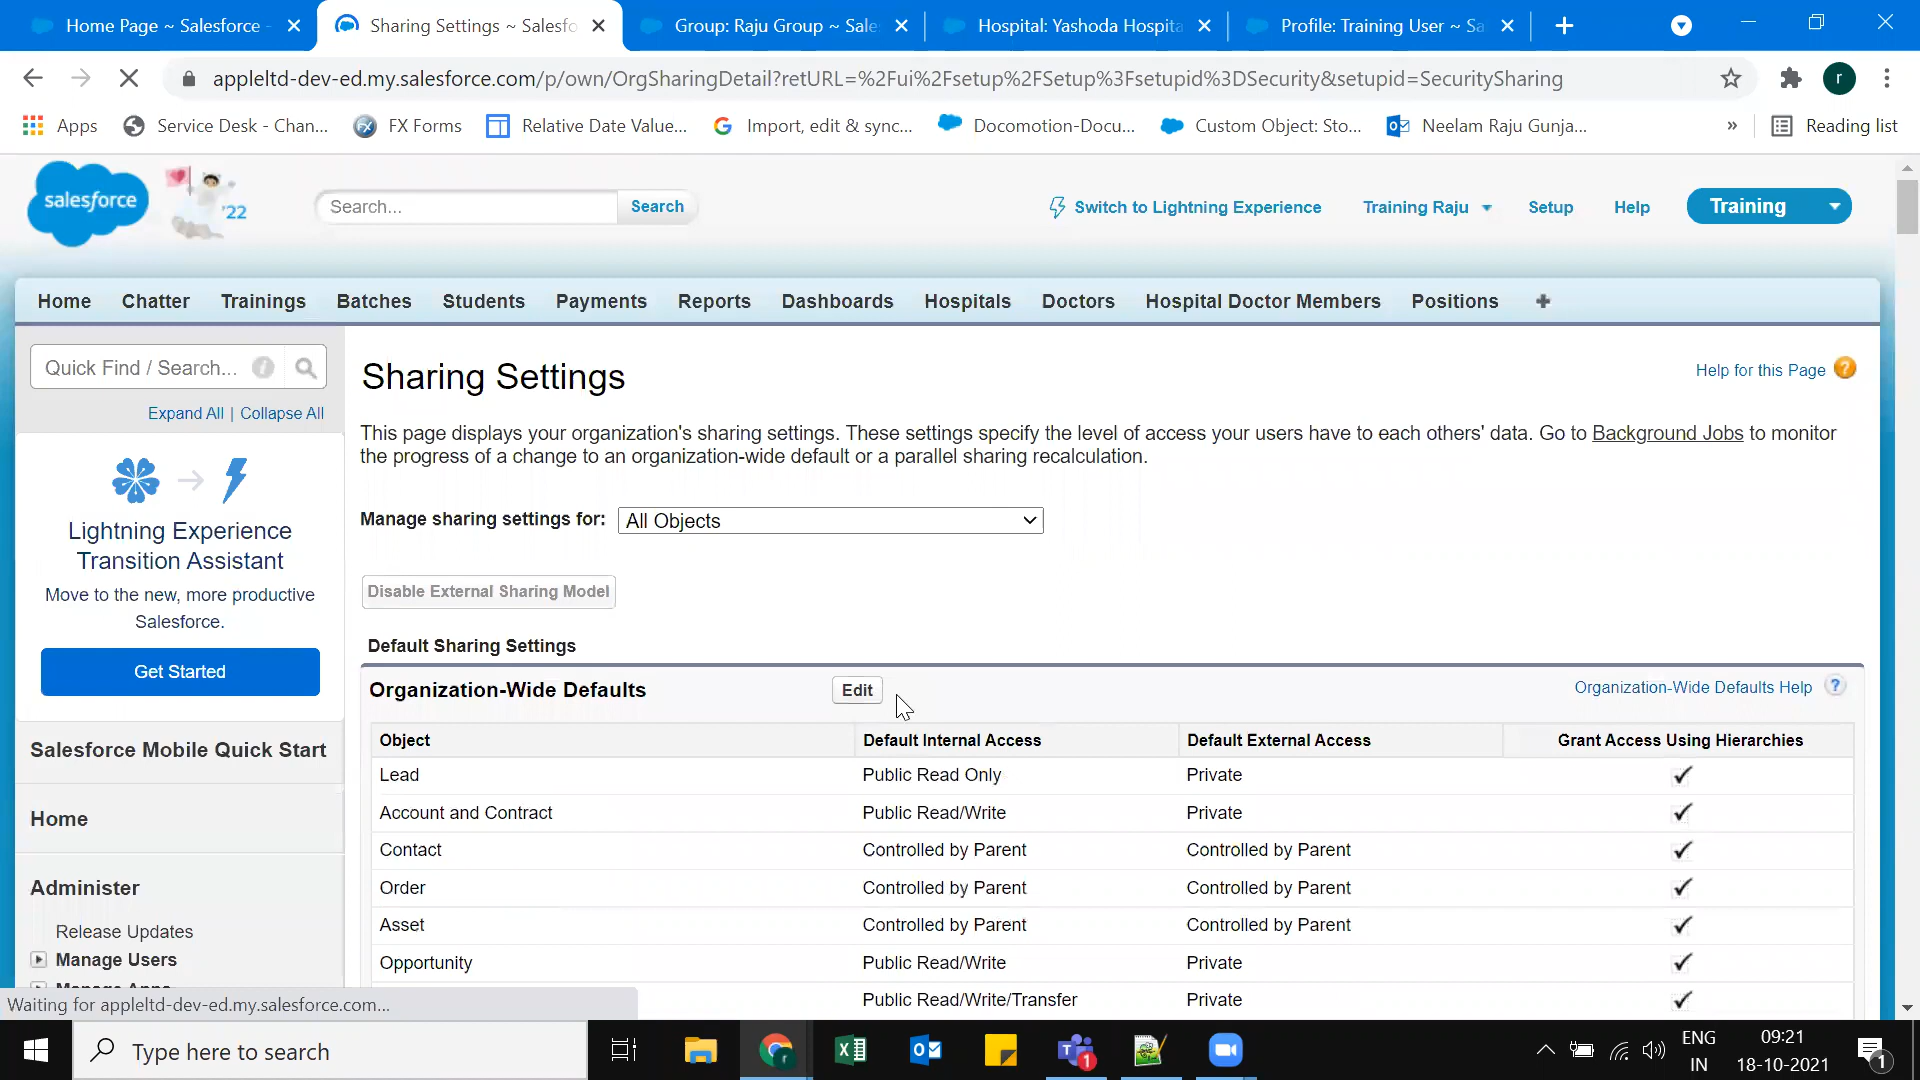 Home Page ~ Salesforce -
Sharing Settings ~ Salesfo
Group: Raju Group ~ Sale
Hospital: Yashoda Hospita
Profile: Training User ~ Sa
appleltd-dev-ed.my.salesforce.com/p/own/OrgSharingDetail?retURL=%2Fui%2Fsetup%2FSetup%3Fsetupid%3DSecurity&setupid=SecuritySharing
r
Apps
Service Desk - Chan...
FX Forms
Relative Date Value...
Import, edit & sync...
Docomotion-Docu...
Custom Object: Sto...
Neelam Raju Gunja...
»
Reading list
salesforce
'22
Search...
Search
Switch to Lightning Experience
Training Raju
Setup
Help
Training
Home
Chatter
Trainings
Batches
Students
Payments
Reports
Dashboards
Hospitals
Doctors
Hospital Doctor Members
Positions
Quick Find / Search...
Expand All | Collapse All
Lightning Experience
Transition Assistant
Move to the new, more productive
Salesforce.
Get Started
Salesforce Mobile Quick Start
Home
Administer
Release Updates
Manage Users
Manage Apps
Sharing Settings
Help for this Page
This page displays your organization's sharing settings. These settings specify the level of access your users have to each others' data. Go to Background Jobs to monitor
the progress of a change to an organization-wide default or a parallel sharing recalculation.
Manage sharing settings for: All Objects
Disable External Sharing Model
Default Sharing Settings
Organization-Wide Defaults Edit Organization-Wide Defaults Help
Object Default Internal Access Default External Access Grant Access Using Hierarchies
Lead Public Read Only Private
Account and Contract Public Read/Write Private
Contact Controlled by Parent Controlled by Parent
Order Controlled by Parent Controlled by Parent
Asset Controlled by Parent Controlled by Parent
Opportunity Public Read/Write Private
Public Read/Write/Transfer Private
Waiting for appleltd-dev-ed.my.salesforce.com...
Type here to search
1
ENG
IN
09:21
18-10-2021
1